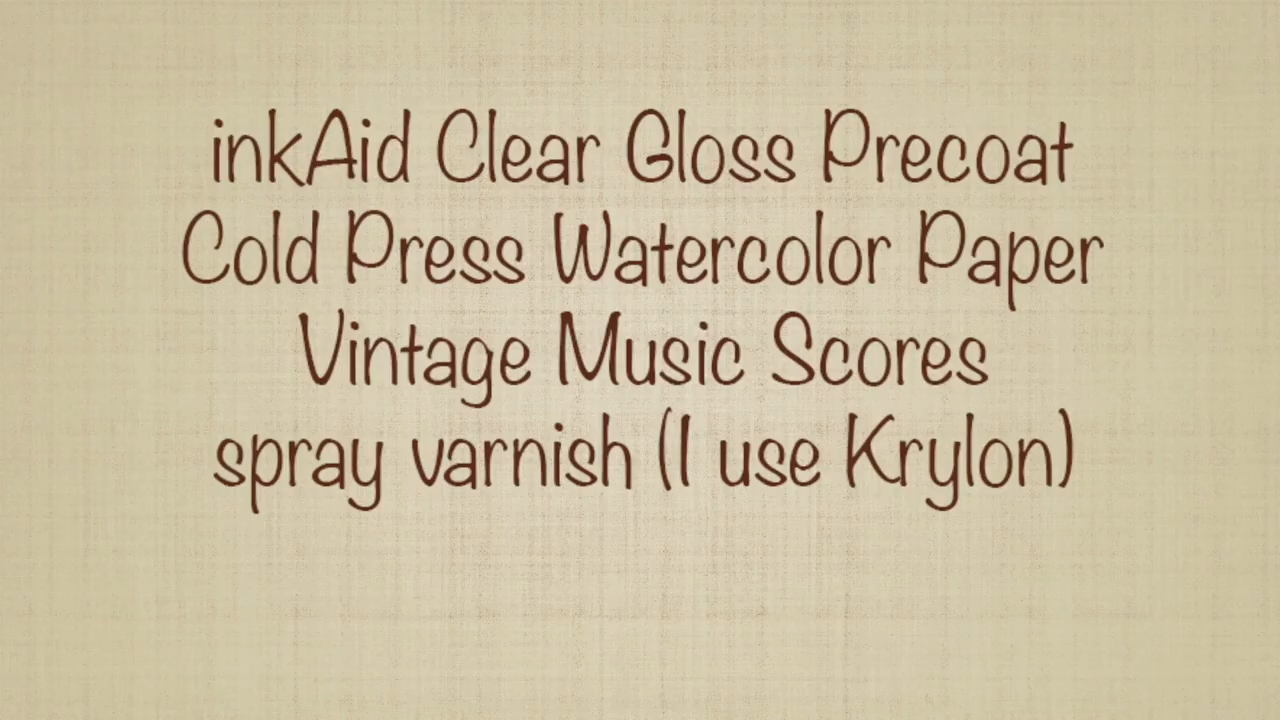 inkAid Clear Gloss Precoat
Cold Press Watercolor Paper
Vintage Music Scores
spray varnish (I use Krylon)